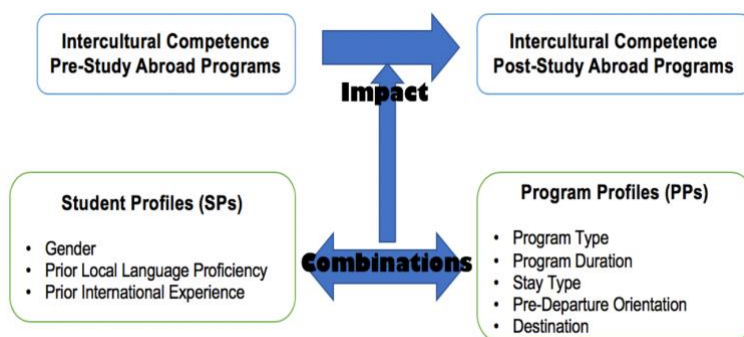 Intercultural Competence
Pre-Study Abroad Programs
Intercultural Competence
Post-Study Abroad Programs
Impact
Student Profiles (SPs)
• Gender
• Prior Local Language Proficiency
• Prior International Experience
Combinations
Program Profiles (PPs)
• Program Type
• Program Duration
• Stay Type
• Pre-Departure Orientation
• Destination